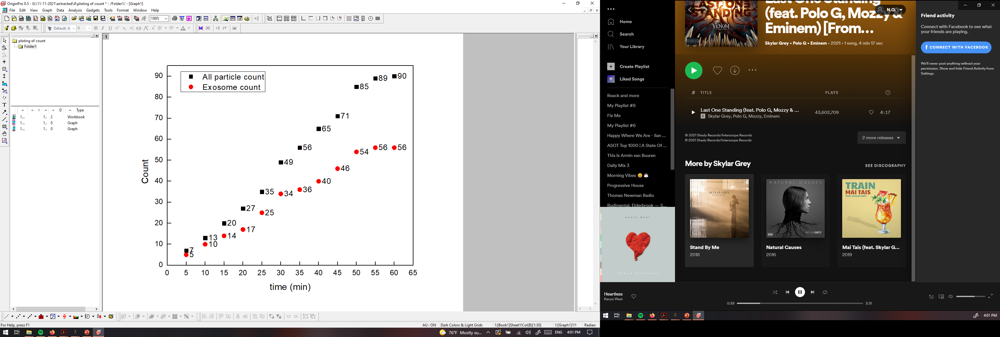 OriginPro 8.5 - G:\11-11-2021\extracted\4\ploting of count * - /Folder1/ - [Graph1]
File Edit View Graph Data Analysis Gadgets Tools Format Window Help
100%
Default: A 0 B I U
ploting of count
Folder1
D Type
1... 1.. 2 Workbook
1... 1.. 0 Graph
1... 1.. 0 Graph
1
All particle count
Exosome count
Count
90
80
70
60
50
40
30
20
10
0
7 13 20 27 35 49 56 65 71 85 89 90
5 10 14 17 25 34 36 40 46 54 56 56
0 5 10 15 20 25 30 35 40 45 50 55 60 65
time (min)
For Help, press F1
AU : ON Dark Colors & Light Grids 1:[Book1]Sheet1!Col(B)[1:30] 1:[Graph1]1!1 Radian
76°F Mostly su... ENG 4:01 PM
Home
Search
Your Library
Create Playlist
Liked Songs
Roack and more
My Playlist #8
Fix Me
My Playlist #6
Happy Where We Are - ilan ...
ASOT Top 1000 | A State Of ...
This Is Armin van Buuren
Daily Mix 3
Morning Vibes 😌 ☕
Progressive House
Thomas Newman Radio
Rudimental, Elderbrook — S...
KANYE WEST
Heartless
Kanye West
VENOM
Last One Standing
(feat. Polo G, Mozzy &
Eminem) [From...
N.O.
Skylar Grey • Polo G • Eminem • 2021 • 1 song, 4 min 17 sec
# TITLE PLAYS
Last One Standing (feat. Polo G, Mozzy & ... 43,602,709 4:17
E Skylar Grey, Polo G, Mozzy, Eminem
© 2021 Shady Records/Interscope Records
℗ 2021 Shady Records/Interscope Records
2 more releases
More by Skylar Grey
SEE DISCOGRAPHY
SKYLAR GREY
STAND BY ME
Stand By Me
2018
NATURAL CAUSES
SKYLAR GREY
Natural Causes
2016
TRAIN
MAI TAIS
FEAT. SKYLAR GREY
Mai Tais (feat. Skylar G...
2019
0:39 3:31
Friend activity
Connect with Facebook to see what
your friends are playing.
f CONNECT WITH FACEBOOK
We'll never post anything without your
permission. Show and hide Friend Activity from
Settings.
4:01 PM